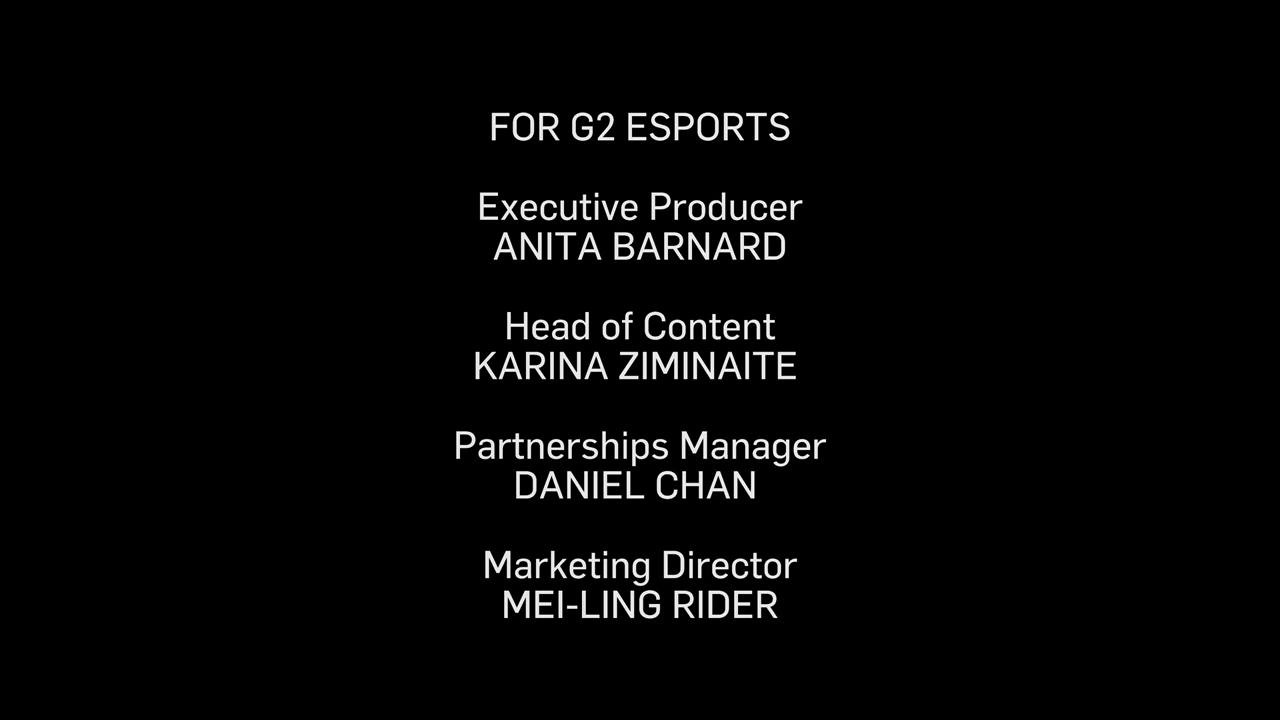 FOR G2 ESPORTS
Executive Producer
ANITA BARNARD
Head of Content
KARINA ZIMINAITE
Partnerships Manager
DANIEL CHAN
Marketing Director
MEI-LING RIDER